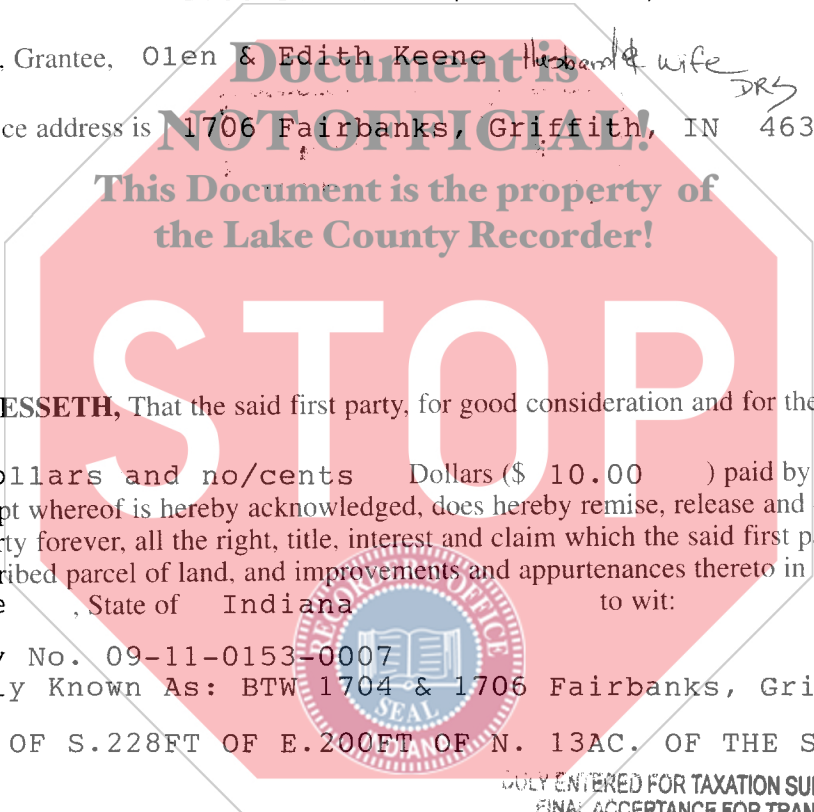 , Grantee, Olen & Edith Keene Husband & wife
DRS
Document is
ce address is 1706 Fairbanks, Griffith, IN 463
NOT OFFICIAL!
This Document is the property of
the Lake County Recorder!
STOP
ESSETH, That the said first party, for good consideration and for the
ollars and no/cents Dollars ($ 10.00 ) paid by
pt whereof is hereby acknowledged, does hereby remise, release and
rty forever, all the right, title, interest and claim which the said first p
ribed parcel of land, and improvements and appurtenances thereto in
e , State of Indiana to wit:
RECORDER'S OFFICE
SEAL
INDIANA
y No. 09-11-0153-0007
ly Known As: BTW 1704 & 1706 Fairbanks, Gri
OF S.228FT OF E.200FT OF N. 13AC. OF THE S
DULY ENTERED FOR TAXATION SU
FINAL ACCEPTANCE FOR TRAN